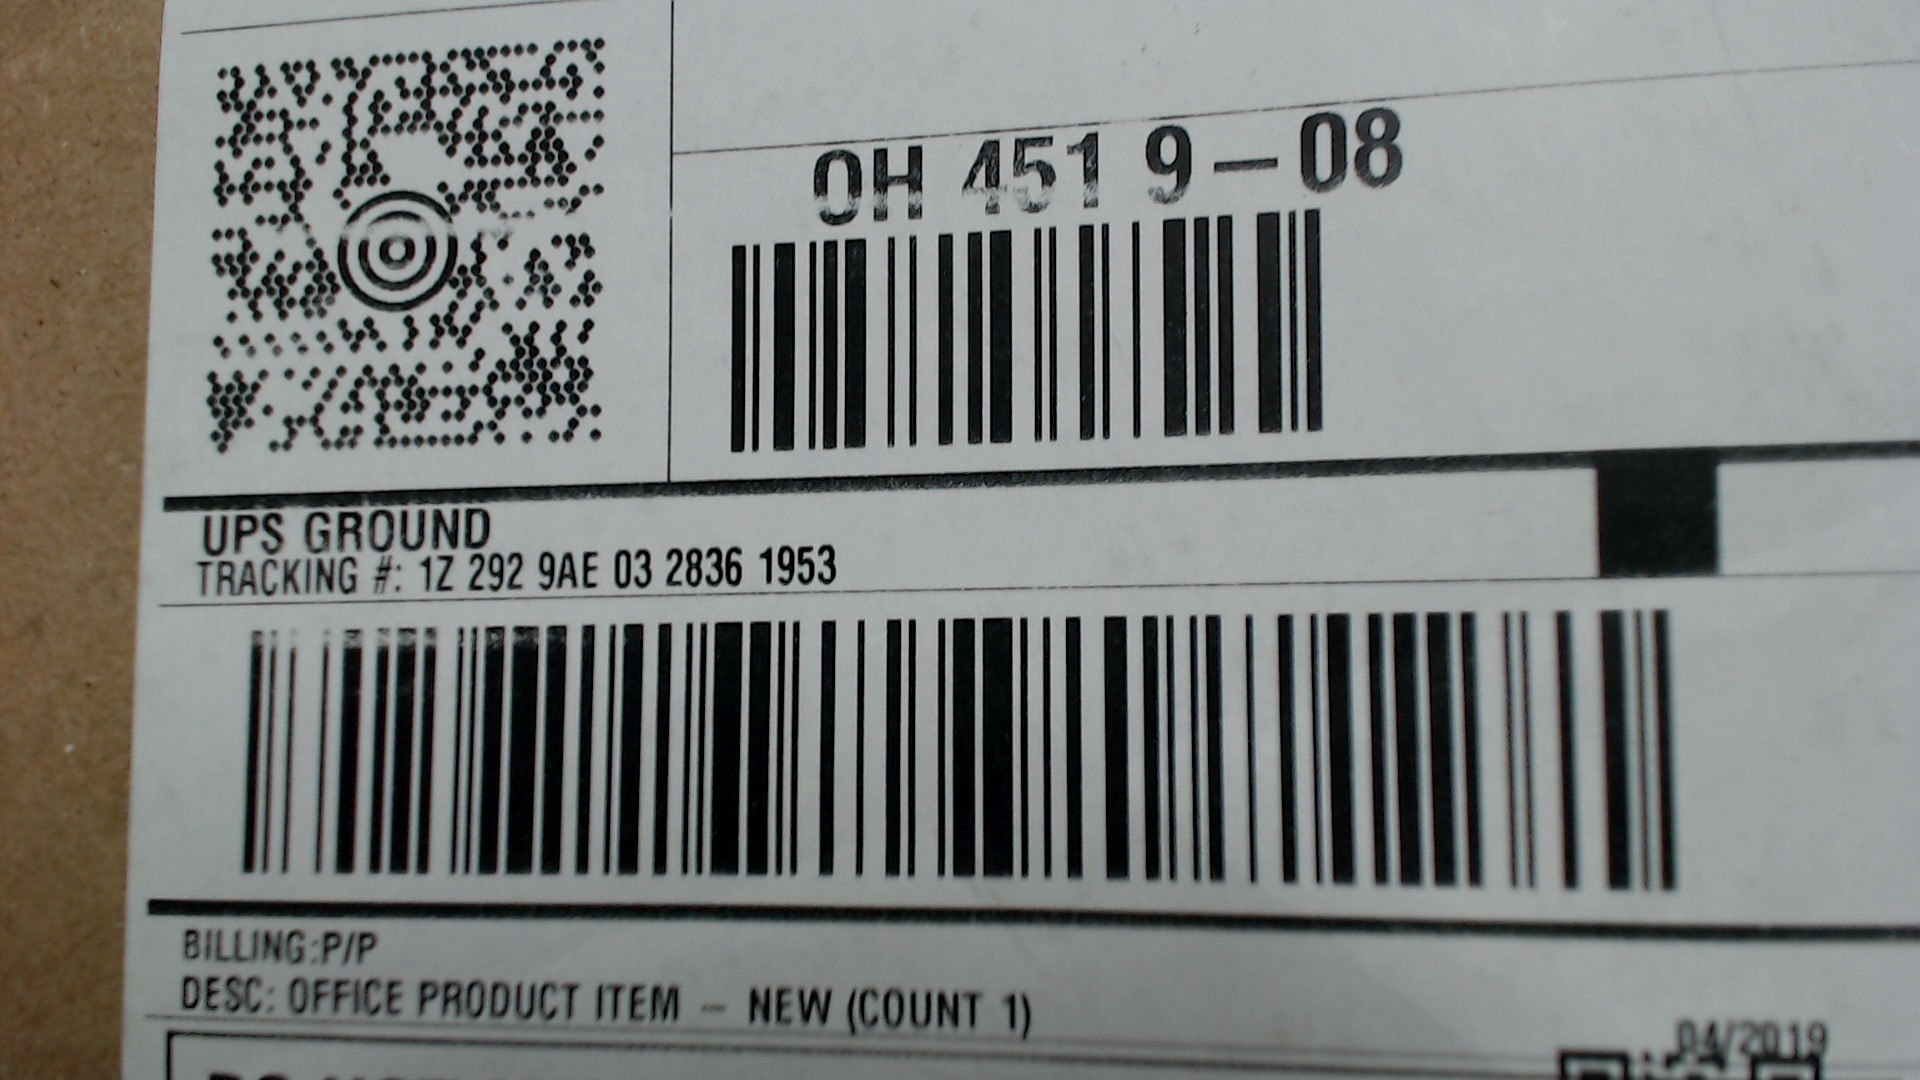 OH 451 9-08
UPS GROUND
TRACKING #: 1Z 292 9AE 03 2836 1953
BILLING:P/P
DESC: OFFICE PRODUCT ITEM - NEW (COUNT 1)
04/2019